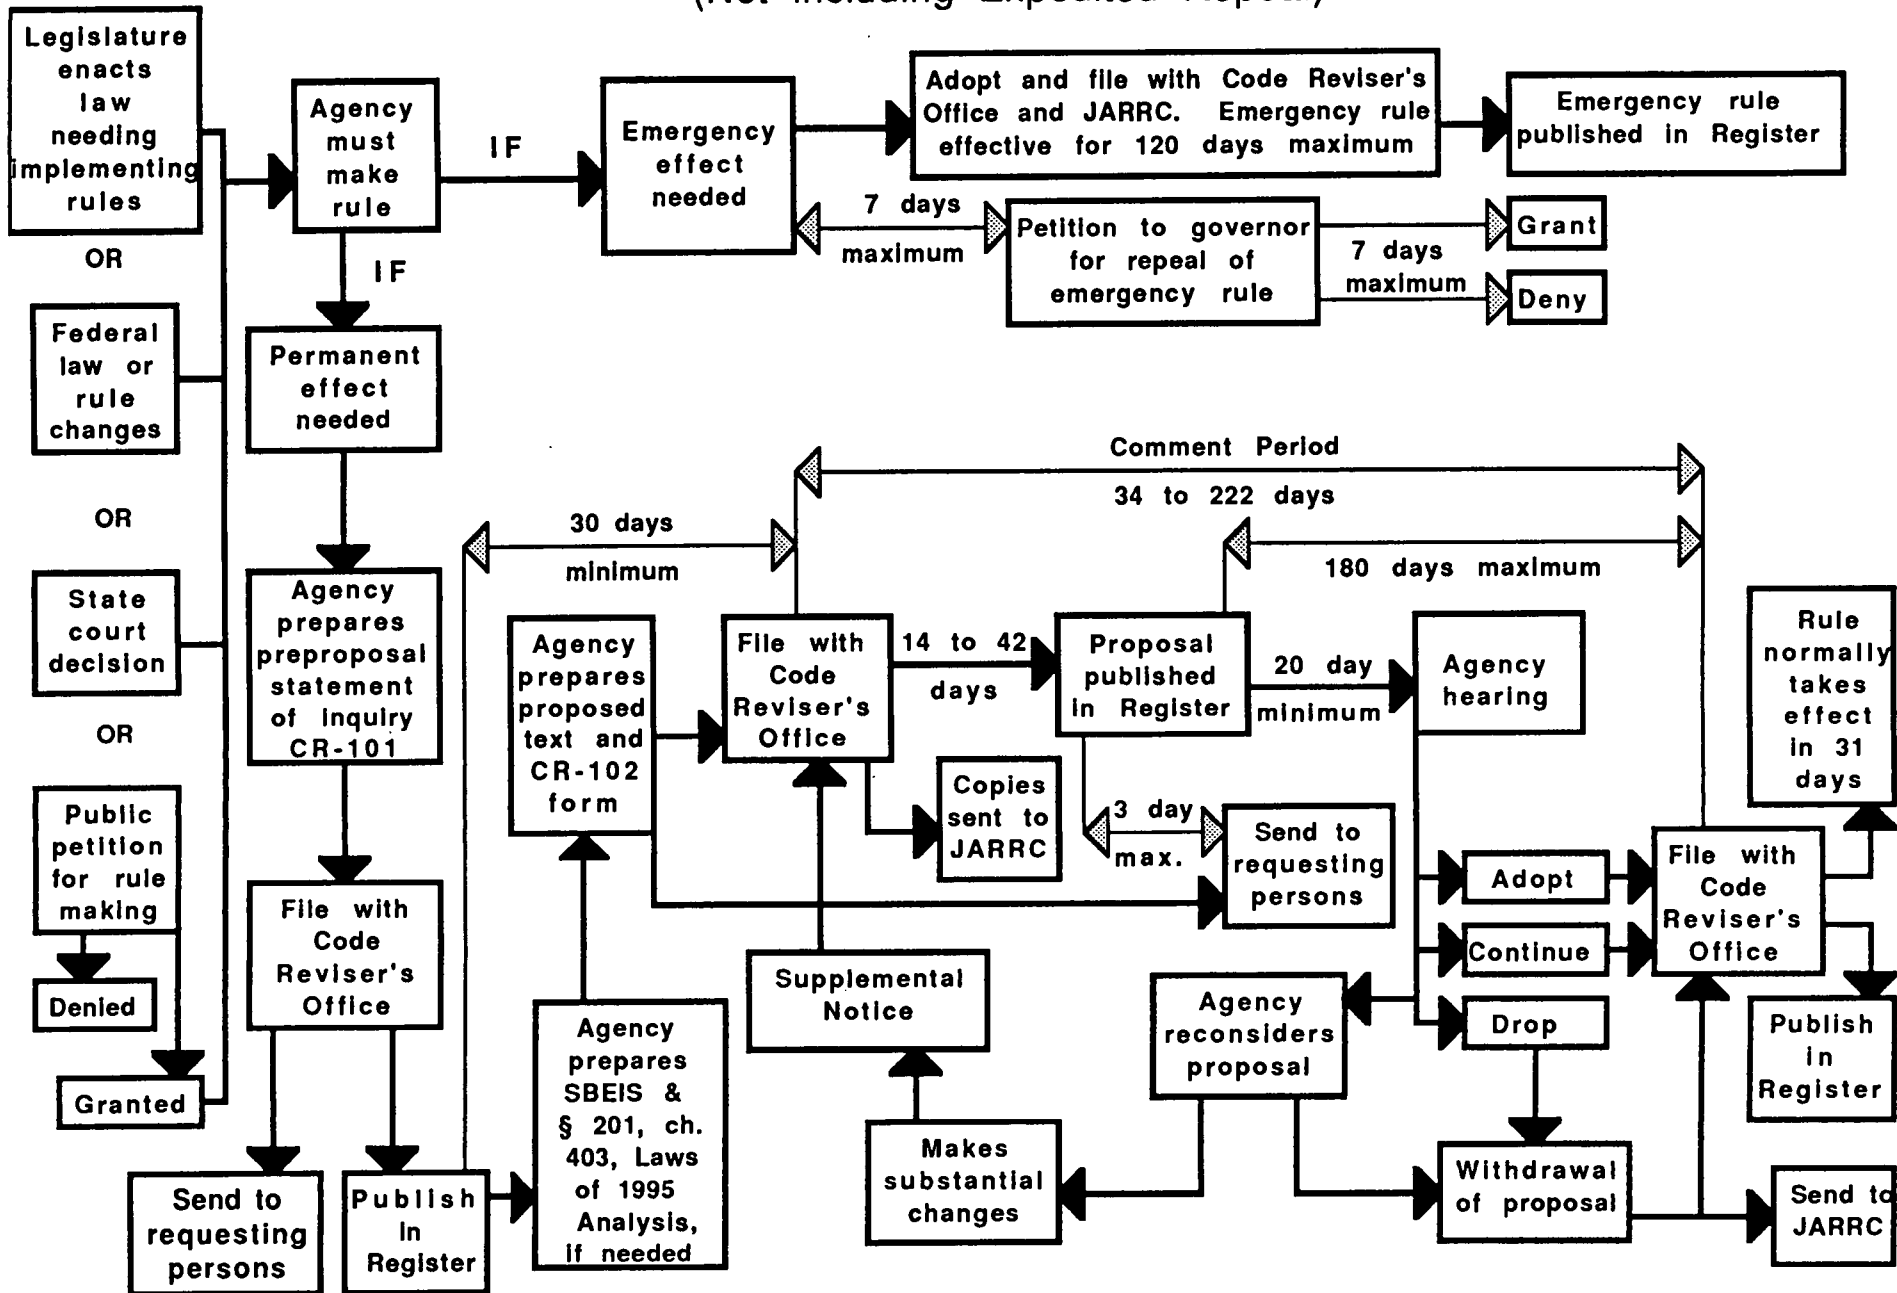 (Not Including Expedited Repeal)
Legislature
enacts
law
needing
implementing
rules
OR
Federal
law or
rule
changes
OR
State
court
decision
OR
Public
petition
for rule
making
Denied
Granted
Agency
must
make
rule
IF
IF
Emergency
effect
needed
Adopt and file with Code Reviser's
Office and JARRC. Emergency rule
effective for 120 days maximum
Emergency rule
published in Register
7 days
maximum
Petition to governor
for repeal of
emergency rule
7 days
maximum
Grant
Deny
Permanent
effect
needed
Agency
prepares
preproposal
statement
of inquiry
CR-101
File with
Code
Reviser's
Office
Send to
requesting
persons
Publish
In
Register
30 days
minimum
Agency
prepares
SBEIS &
§ 201, ch.
403, Laws
of 1995
Analysis,
if needed
Agency
prepares
proposed
text and
CR-102
form
File with
Code
Reviser's
Office
Copies
sent to
JARRC
Comment Period
34 to 222 days
180 days maximum
14 to 42
days
Proposal
published
in Register
20 day
minimum
Agency
hearing
3 day
max.
Send to
requesting
persons
Supplemental
Notice
Makes
substantial
changes
Agency
reconsiders
proposal
Adopt
Continue
Drop
Withdrawal
of proposal
File with
Code
Reviser's
Office
Rule
normally
takes
effect
in 31
days
Publish
in
Register
Send to
JARRC